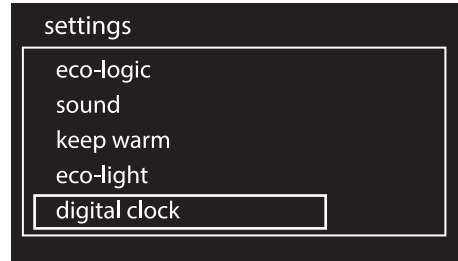 settings
eco-logic
sound
keep warm
eco-light
digital clock